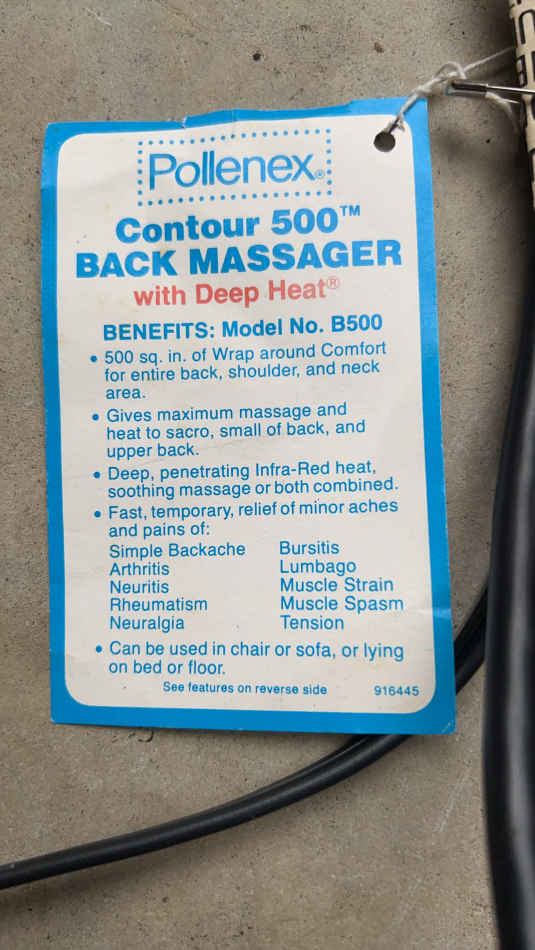 Pollenex®
Contour 500™
BACK MASSAGER
with Deep Heat®
BENEFITS: Model No. B500
• 500 sq. in. of Wrap around Comfort
for entire back, shoulder, and neck
area.
• Gives maximum massage and
heat to sacro, small of back, and
upper back.
• Deep, penetrating Infra-Red heat,
soothing massage or both combined.
• Fast, temporary, relief of minor aches
and pains of:
Simple Backache
Arthritis
Neuritis
Rheumatism
Neuralgia
Bursitis
Lumbago
Muscle Strain
Muscle Spasm
Tension
• Can be used in chair or sofa, or lying
on bed or floor.
See features on reverse side
916445